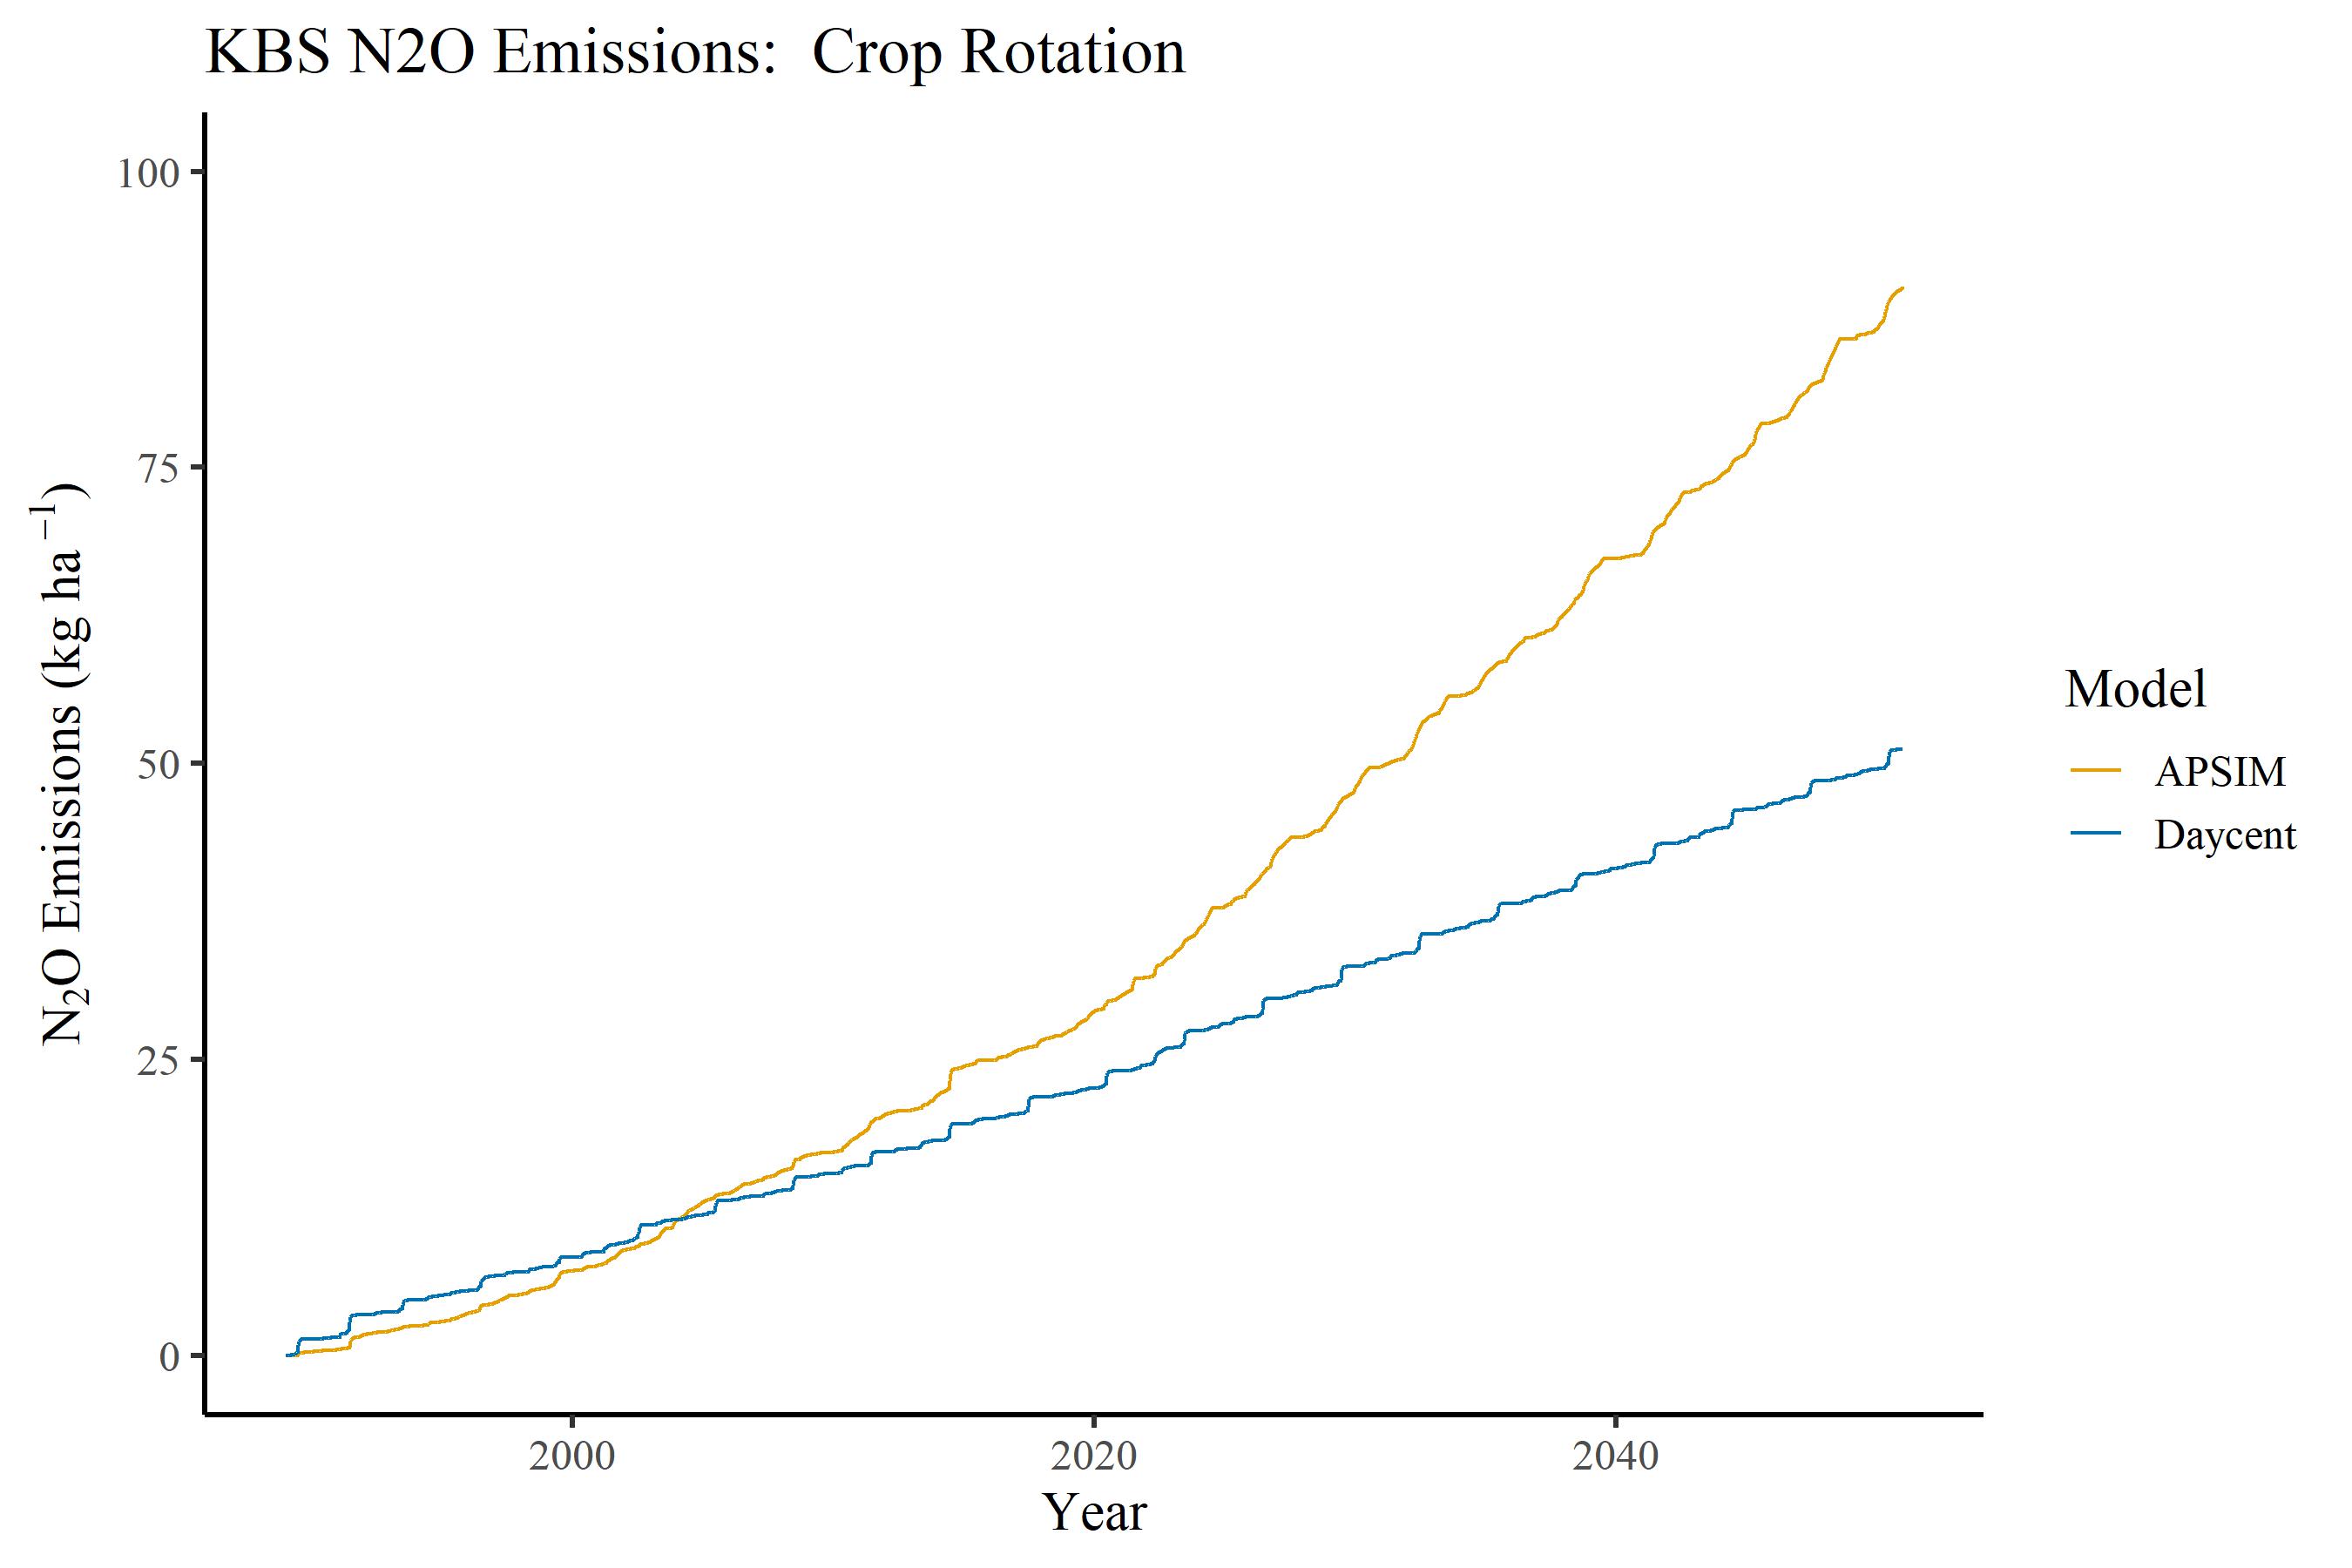 KBS N2O Emissions:  Crop Rotation
N₂O Emissions (kg ha ⁻¹)
100
75
50
25
0
2000
2020
2040
Year
Model
APSIM
Daycent